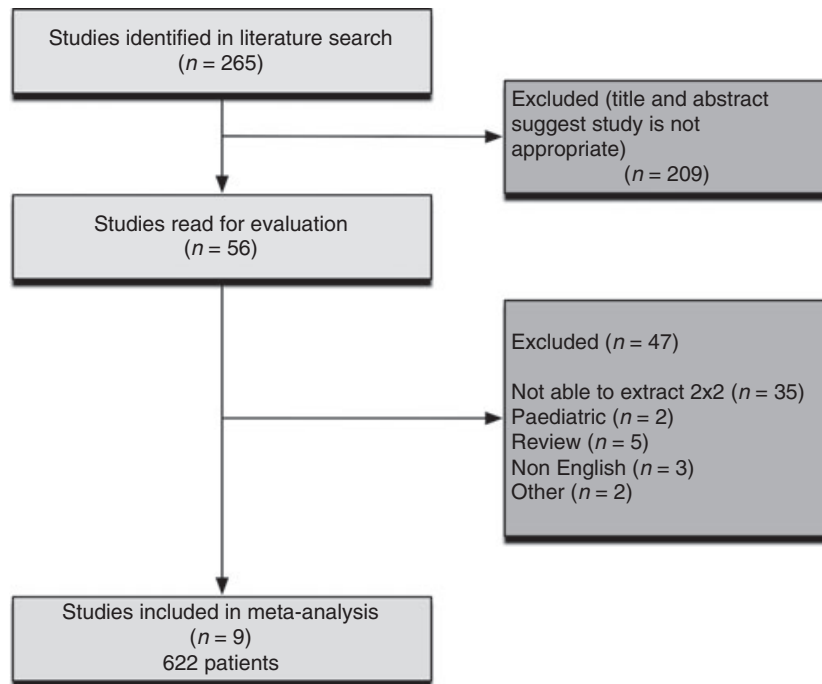 Studies identified in literature search
(n = 265)
Excluded (title and abstract
suggest study is not
appropriate)
(n = 209)
Studies read for evaluation
(n = 56)
Excluded (n = 47)
Not able to extract 2x2 (n = 35)
Paediatric (n = 2)
Review (n = 5)
Non English (n = 3)
Other (n = 2)
Studies included in meta-analysis
(n = 9)
622 patients